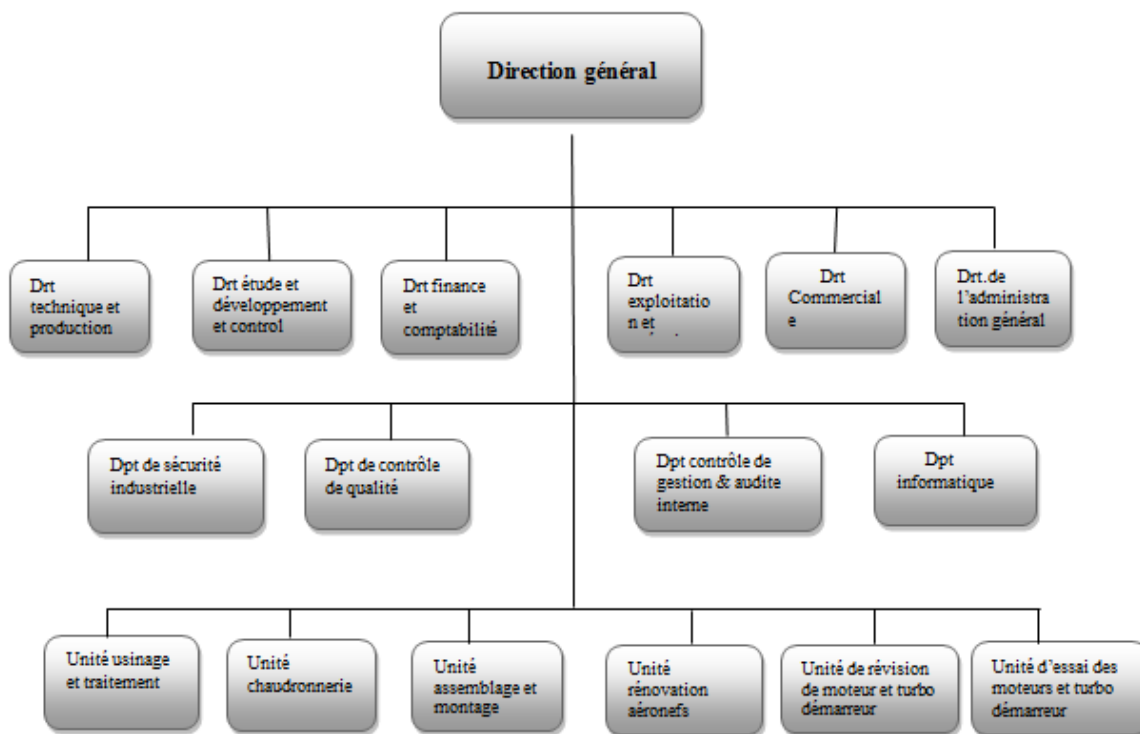 Direction général
Drt
technique et
production
Drt étude et
développement
et control
Drt finance
et
comptabilité
Drt
exploitatio
n et
Drt
Commercial
e
Drt.de
l’administra
tion général
Dpt de sécurité
industrielle
Dpt de contrôle
de qualité
Dpt contrôle de
gestion & audite
interne
Dpt
informatique
Unité usinage
et traitement
Unité
chaudronnerie
Unité
assemblage et
montage
Unité
rénovation
aéronefs
Unité de révision
de moteur et turbo
démarreur
Unité d’essai des
moteurs et turbo
démarreur